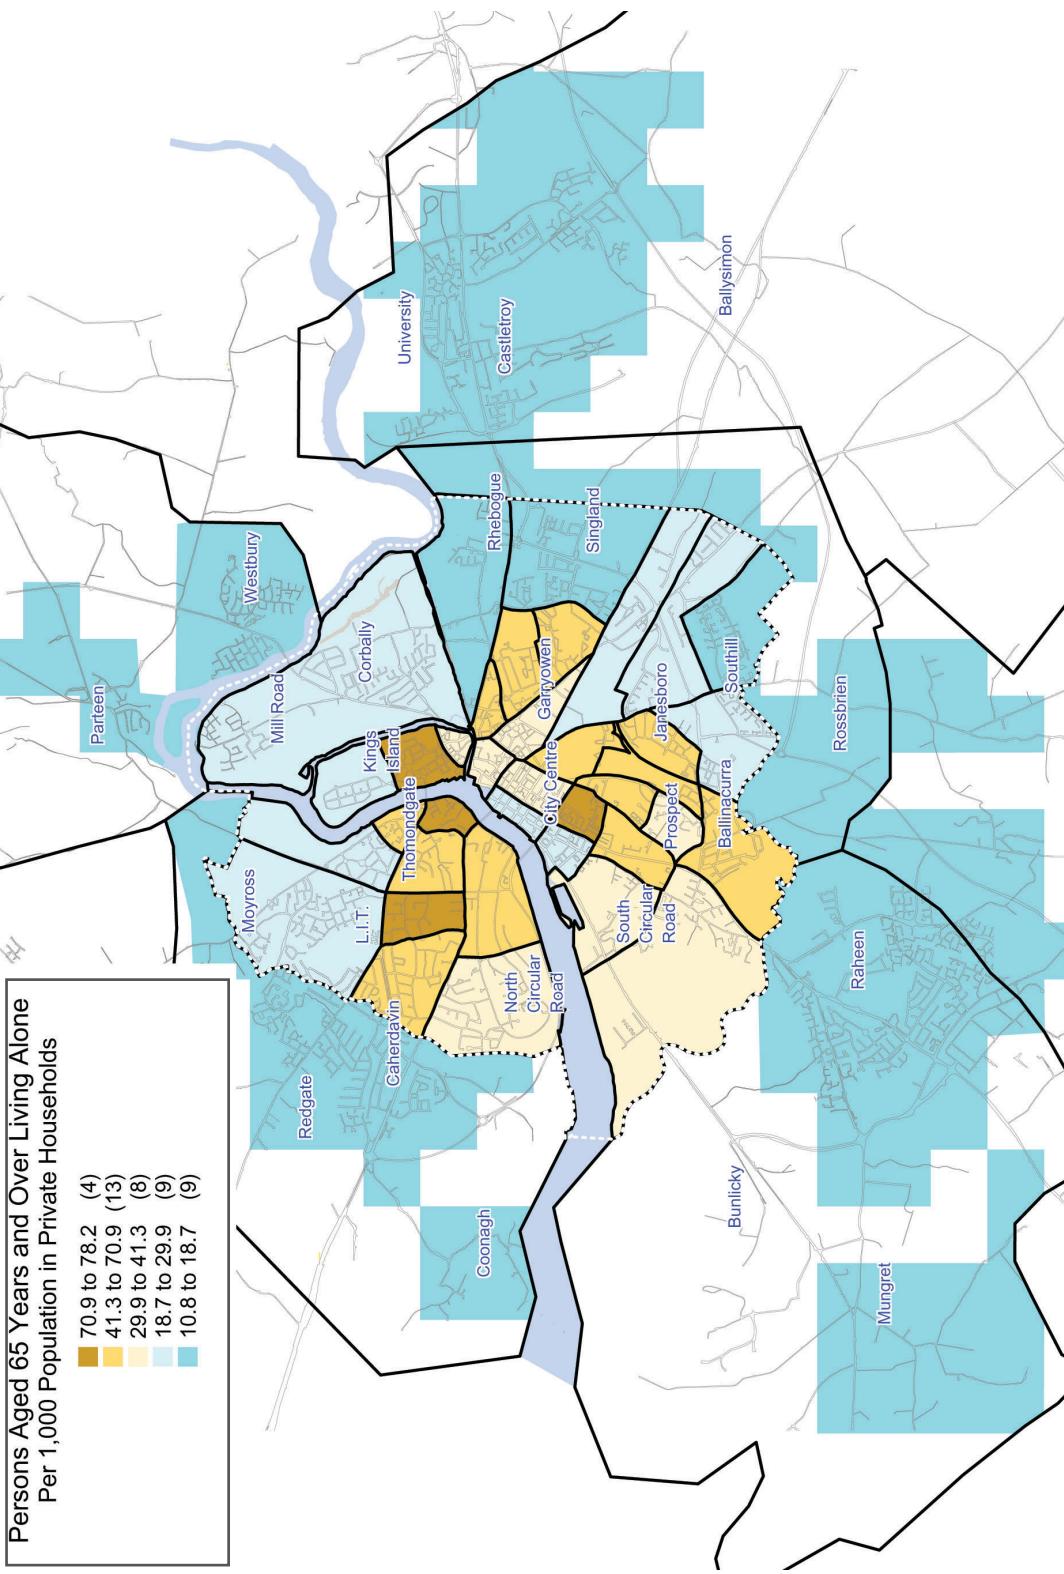 Persons Aged 65 Years and Over Living Alone
Per 1,000 Population in Private Households
70.9 to 78.2 (4)
41.3 to 70.9 (13)
29.9 to 41.3 (8)
18.7 to 29.9 (9)
10.8 to 18.7 (9)
Parteen
Westbury
University
Castletroy
Ballysimon
Mill Road
Corbally
Rhebogue
Singland
Kings
Island
Thomondgate
Moyross
L.I.T.
City Centre
Garryowen
Janesboro
Southill
Prospect
Ballinacurra
Rossbrien
South
Circular
Road
North
Circular
Road
Caherdavin
Redgate
Coonagh
Raheen
Bunlicky
Mungret